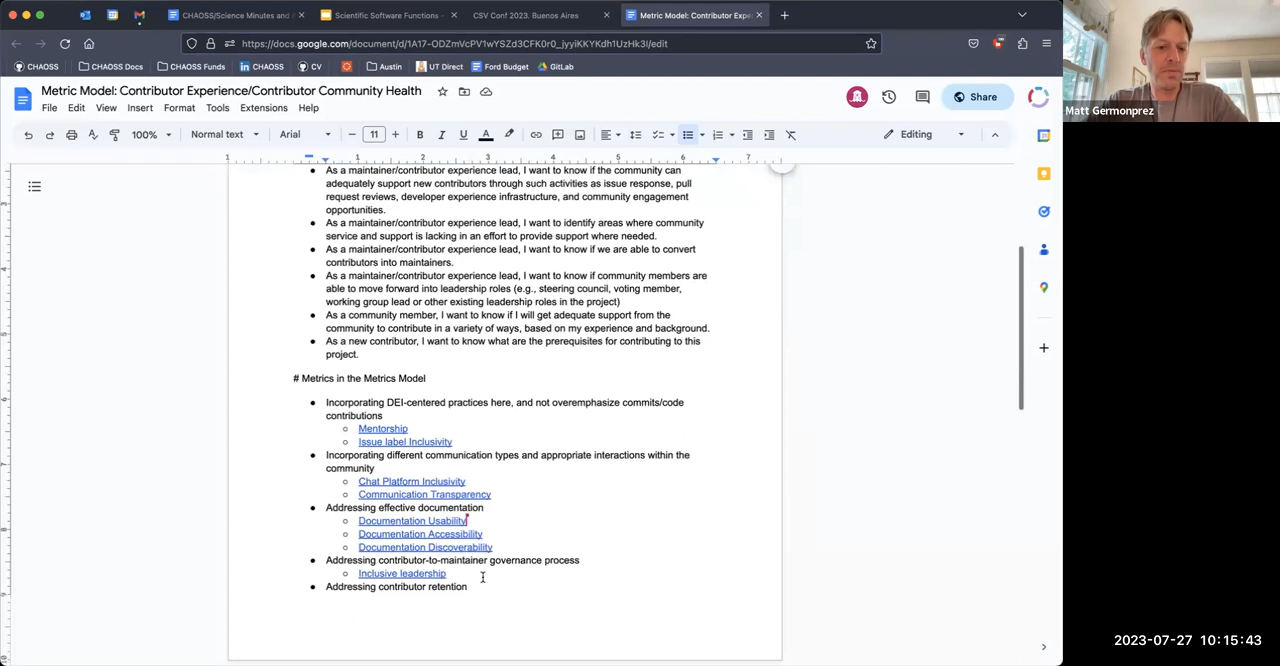 CHAOSS/Science Minutes and
Scientific Software Functions -
CSV Conf 2023. Buenos Aires
Metric Model: Contributor Expe
https://docs.google.com/document/d/1A17-ODZmVcPV1wYSZd3CFK0r0_jyyiKKYKdh1UzHk3I/edit
CHAOSS
CHAOSS Docs
CHAOSS Funds
CHAOSS
CV
Austin
UT Direct
Ford Budget
GitLab
Metric Model: Contributor Experience/Contributor Community Health
File Edit View Insert Format Tools Extensions Help
Share
100% Normal text Arial 11 Editing
1 1 2 3 4 5 6 7
As a maintainer/contributor experience lead, I want to know if the community can
adequately support new contributors through such activities as issue response, pull
request reviews, developer experience infrastructure, and community engagement
opportunities.
As a maintainer/contributor experience lead, I want to identify areas where community
service and support is lacking in an effort to provide support where needed.
As a maintainer/contributor experience lead, I want to know if we are able to convert
contributors into maintainers.
As a maintainer/contributor experience lead, I want to know if community members are
able to move forward into leadership roles (e.g., steering council, voting member,
working group lead or other existing leadership roles in the project)
As a community member, I want to know if I will get adequate support from the
community to contribute in a variety of ways, based on my experience and background.
As a new contributor, I want to know what are the prerequisites for contributing to this
project.
# Metrics in the Metrics Model
Incorporating DEI-centered practices here, and not overemphasize commits/code
contributions
Mentorship
Issue label Inclusivity
Incorporating different communication types and appropriate interactions within the
community
Chat Platform Inclusivity
Communication Transparency
Addressing effective documentation
Documentation Usability
Documentation Accessibility
Documentation Discoverability
Addressing contributor-to-maintainer governance process
Inclusive leadership
Addressing contributor retention
Matt Germonprez
2023-07-27 10:15:43